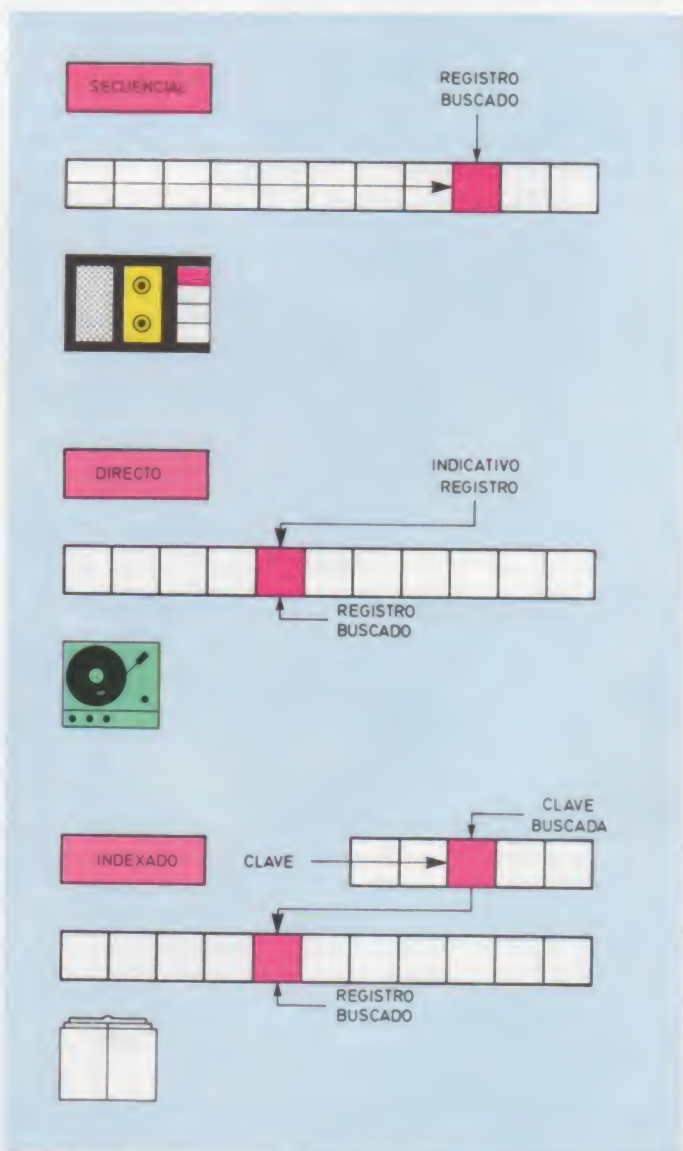 SECUENCIAL
REGISTRO
BUSCADO
DIRECTO
INDICATIVO
REGISTRO
REGISTRO
BUSCADO
CLAVE
BUSCADA
INDEXADO
CLAVE
REGISTRO
BUSCADO